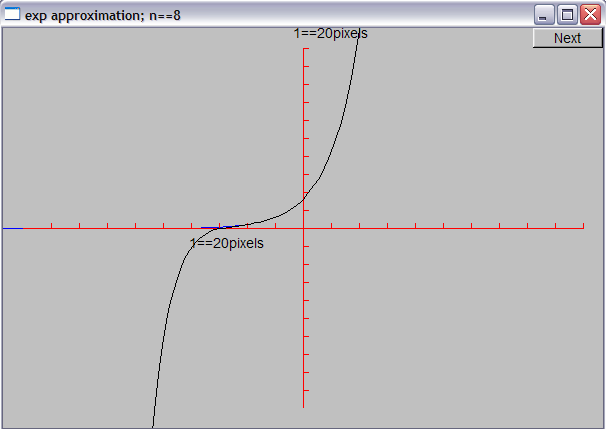 exp approximation; n==8
1==20pixels
Next
1==20pixels